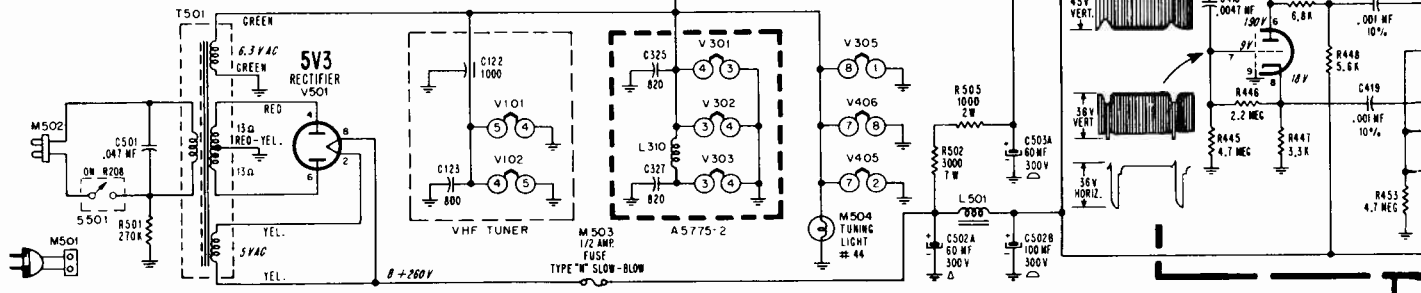 T501
GREEN
6.3 VAC
GREEN
5V3
RECTIFIER
V501
RED
4
8
2
6
13Ω
RED-YEL.
13Ω
M502
C501
.047 MF
ON R208
S501
R501
270K
M501
YEL.
5 VAC
YEL.
B +260V
C122
1000
V101
5 4
V102
4 5
C123
800
VHF TUNER
M503
1/2 AMP.
FUSE
TYPE "N" SLOW-BLOW
C325
820
V301
4 3
V302
3 4
L310
C327
820
V303
3 4
A5775-2
V305
8 1
V406
7 8
V405
7 2
M504
TUNING
LIGHT
# 44
R505
1000
2W
R502
3000
7 W
C503A
60 MF
300 V
L501
C502A
60 MF
300 V
C502B
100 MF
300 V
VERT.
36V
VERT
36V
HORIZ.
.0047 MF
190V
6
9V
7
9
8
18V
6.8K
.001 MF
10%
R448
5.6K
R446
2.2 MEG
C419
.001 MF
10%
R445
4.7 MEG
R447
3.3K
R453
4.7 MEG